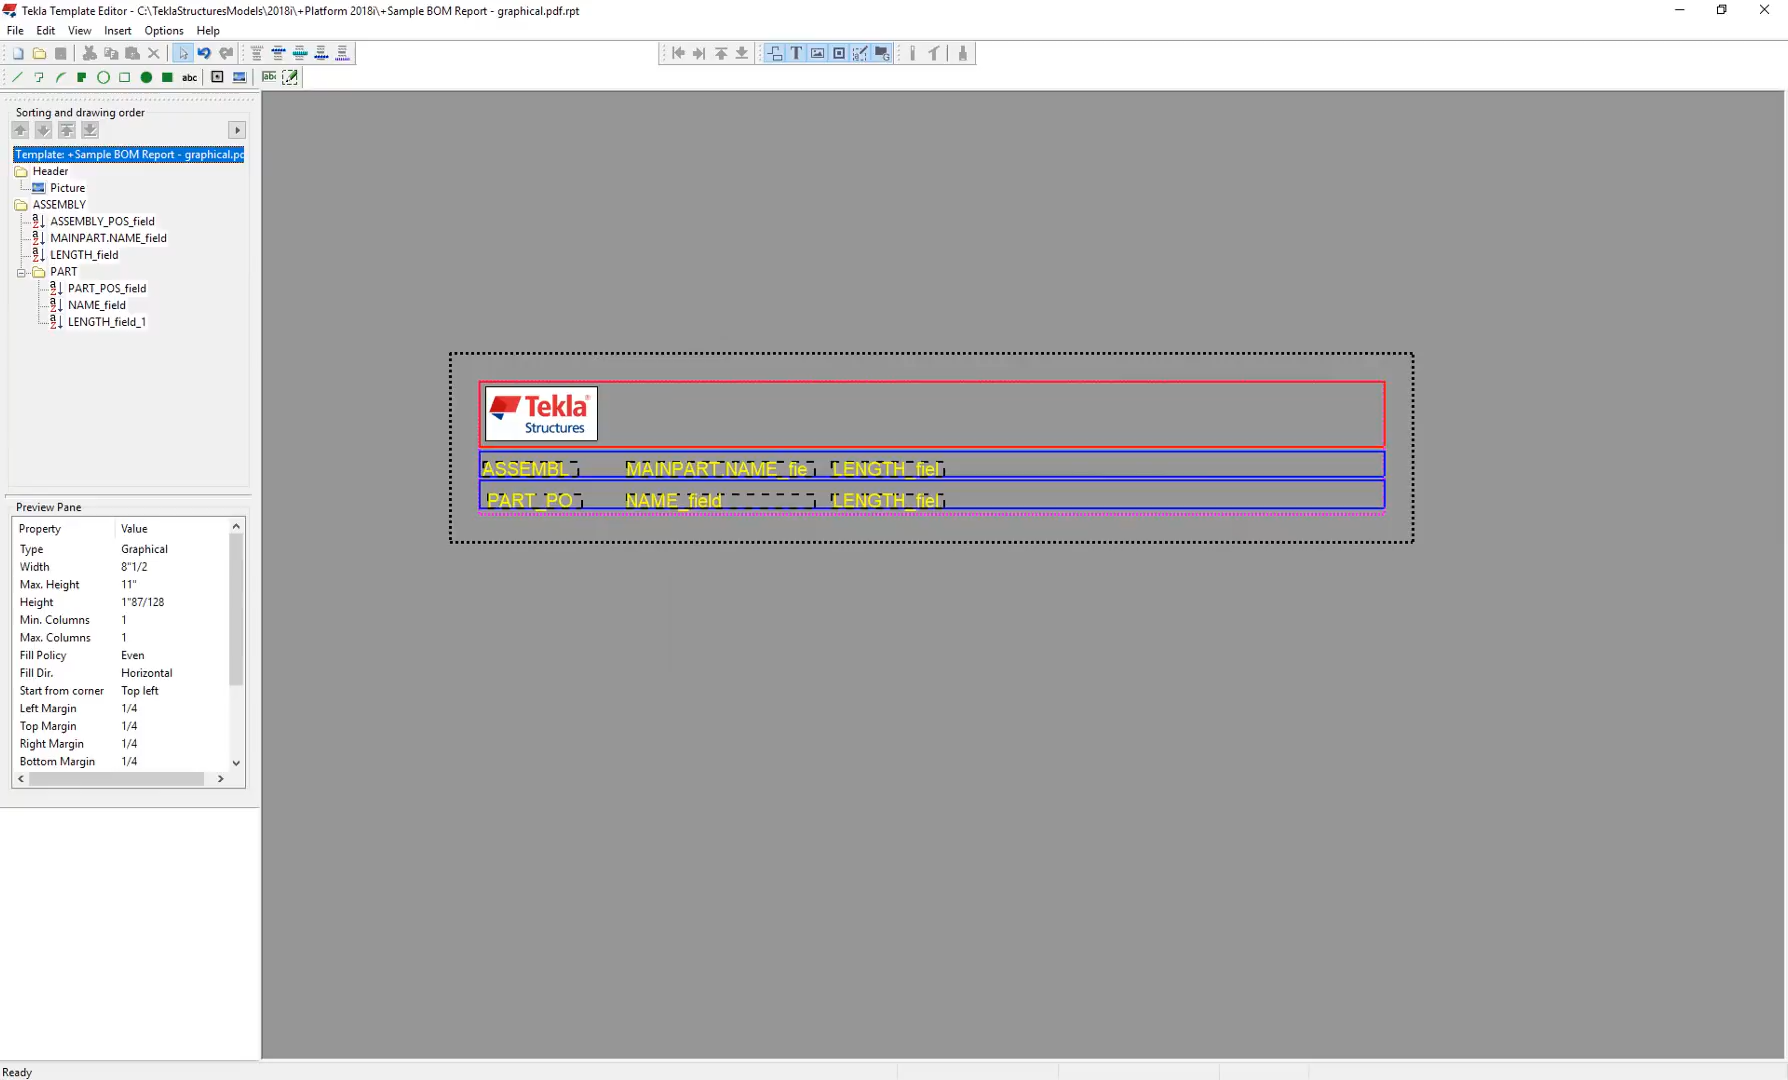 Tekla Template Editor - C:\TeklaStructuresModels\2018i\+Platform 2018i\+Sample BOM Report - graphical.pdf.rpt
File Edit View Insert Options Help
abc
abc
Sorting and drawing order
Template: +Sample BOM Report - graphical.pd
Header
Picture
ASSEMBLY
ASSEMBLY_POS_field
MAINPART.NAME_field
LENGTH_field
PART
PART_POS_field
NAME_field
LENGTH_field_1
Preview Pane
Property Value
Type Graphical
Width 8"1/2
Max. Height 11"
Height 1"87/128
Min. Columns 1
Max. Columns 1
Fill Policy Even
Fill Dir. Horizontal
Start from corner Top left
Left Margin 1/4
Top Margin 1/4
Right Margin 1/4
Bottom Margin 1/4
Tekla®
Structures
ASSEMBL MAINPART.NAME_fie LENGTH_fiel
PART_PO NAME_field LENGTH_fiel
Ready